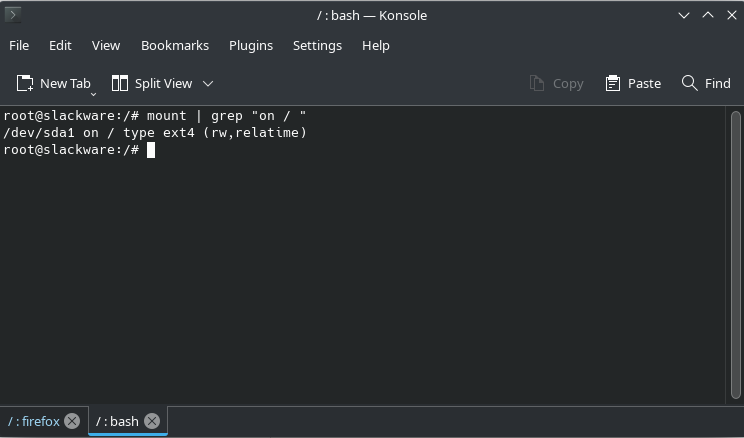 / : bash — Konsole
File Edit View Bookmarks Plugins Settings Help
New Tab Split View Copy Paste Find
root@slackware:/# mount | grep "on / "
/dev/sda1 on / type ext4 (rw,relatime)
root@slackware:/#
/ : firefox / : bash